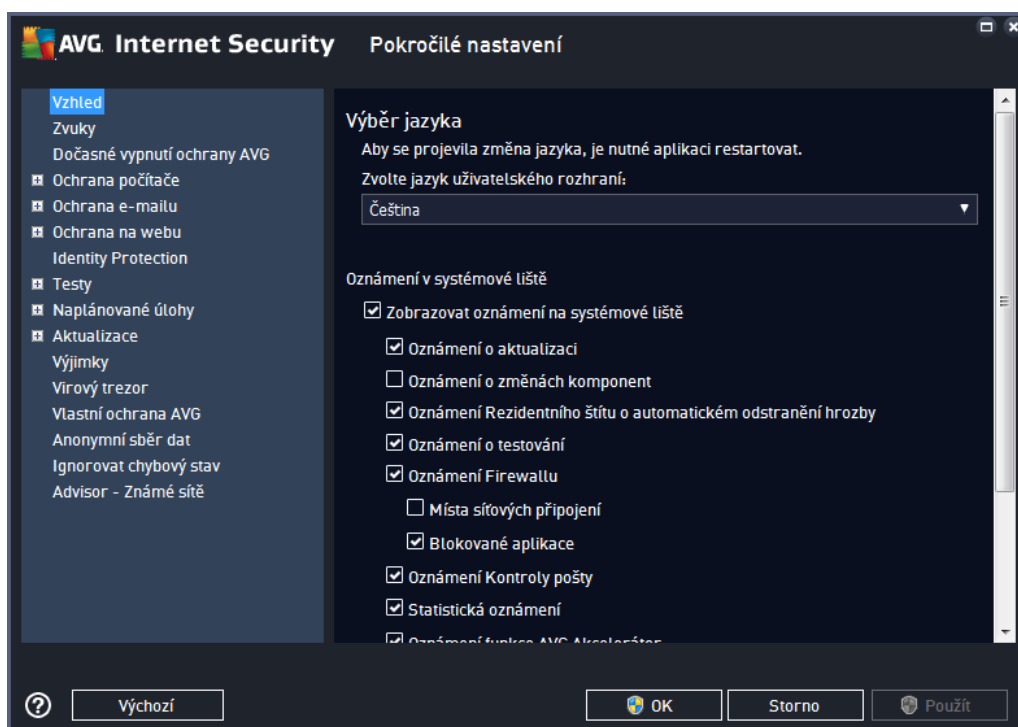 AVG. Internet Security Pokročilé nastavení
Vzhled
Zvuky
Dočasné vypnutí ochrany AVG
Ochrana počítače
Ochrana e-mailu
Ochrana na webu
Identity Protection
Testy
Naplánované úlohy
Aktualizace
Výjimky
Virový trezor
Vlastní ochrana AVG
Anonymní sběr dat
Ignorovat chybový stav
Advisor - Známé sítě
Výběr jazyka
Aby se projevila změna jazyka, je nutné aplikaci restartovat.
Zvolte jazyk uživatelského rozhraní:
Čeština
Oznámení v systémové liště
Zobrazovat oznámení na systémové liště
Oznámení o aktualizaci
Oznámení o změnách komponent
Oznámení Rezidentního štítu o automatickém odstranění hrozby
Oznámení o testování
Oznámení Firewallu
Místa síťových připojení
Blokované aplikace
Oznámení Kontroly pošty
Statistická oznámení
Oznámení funkce AVG Akcelerátor
Výchozí
OK
Storno
Použít